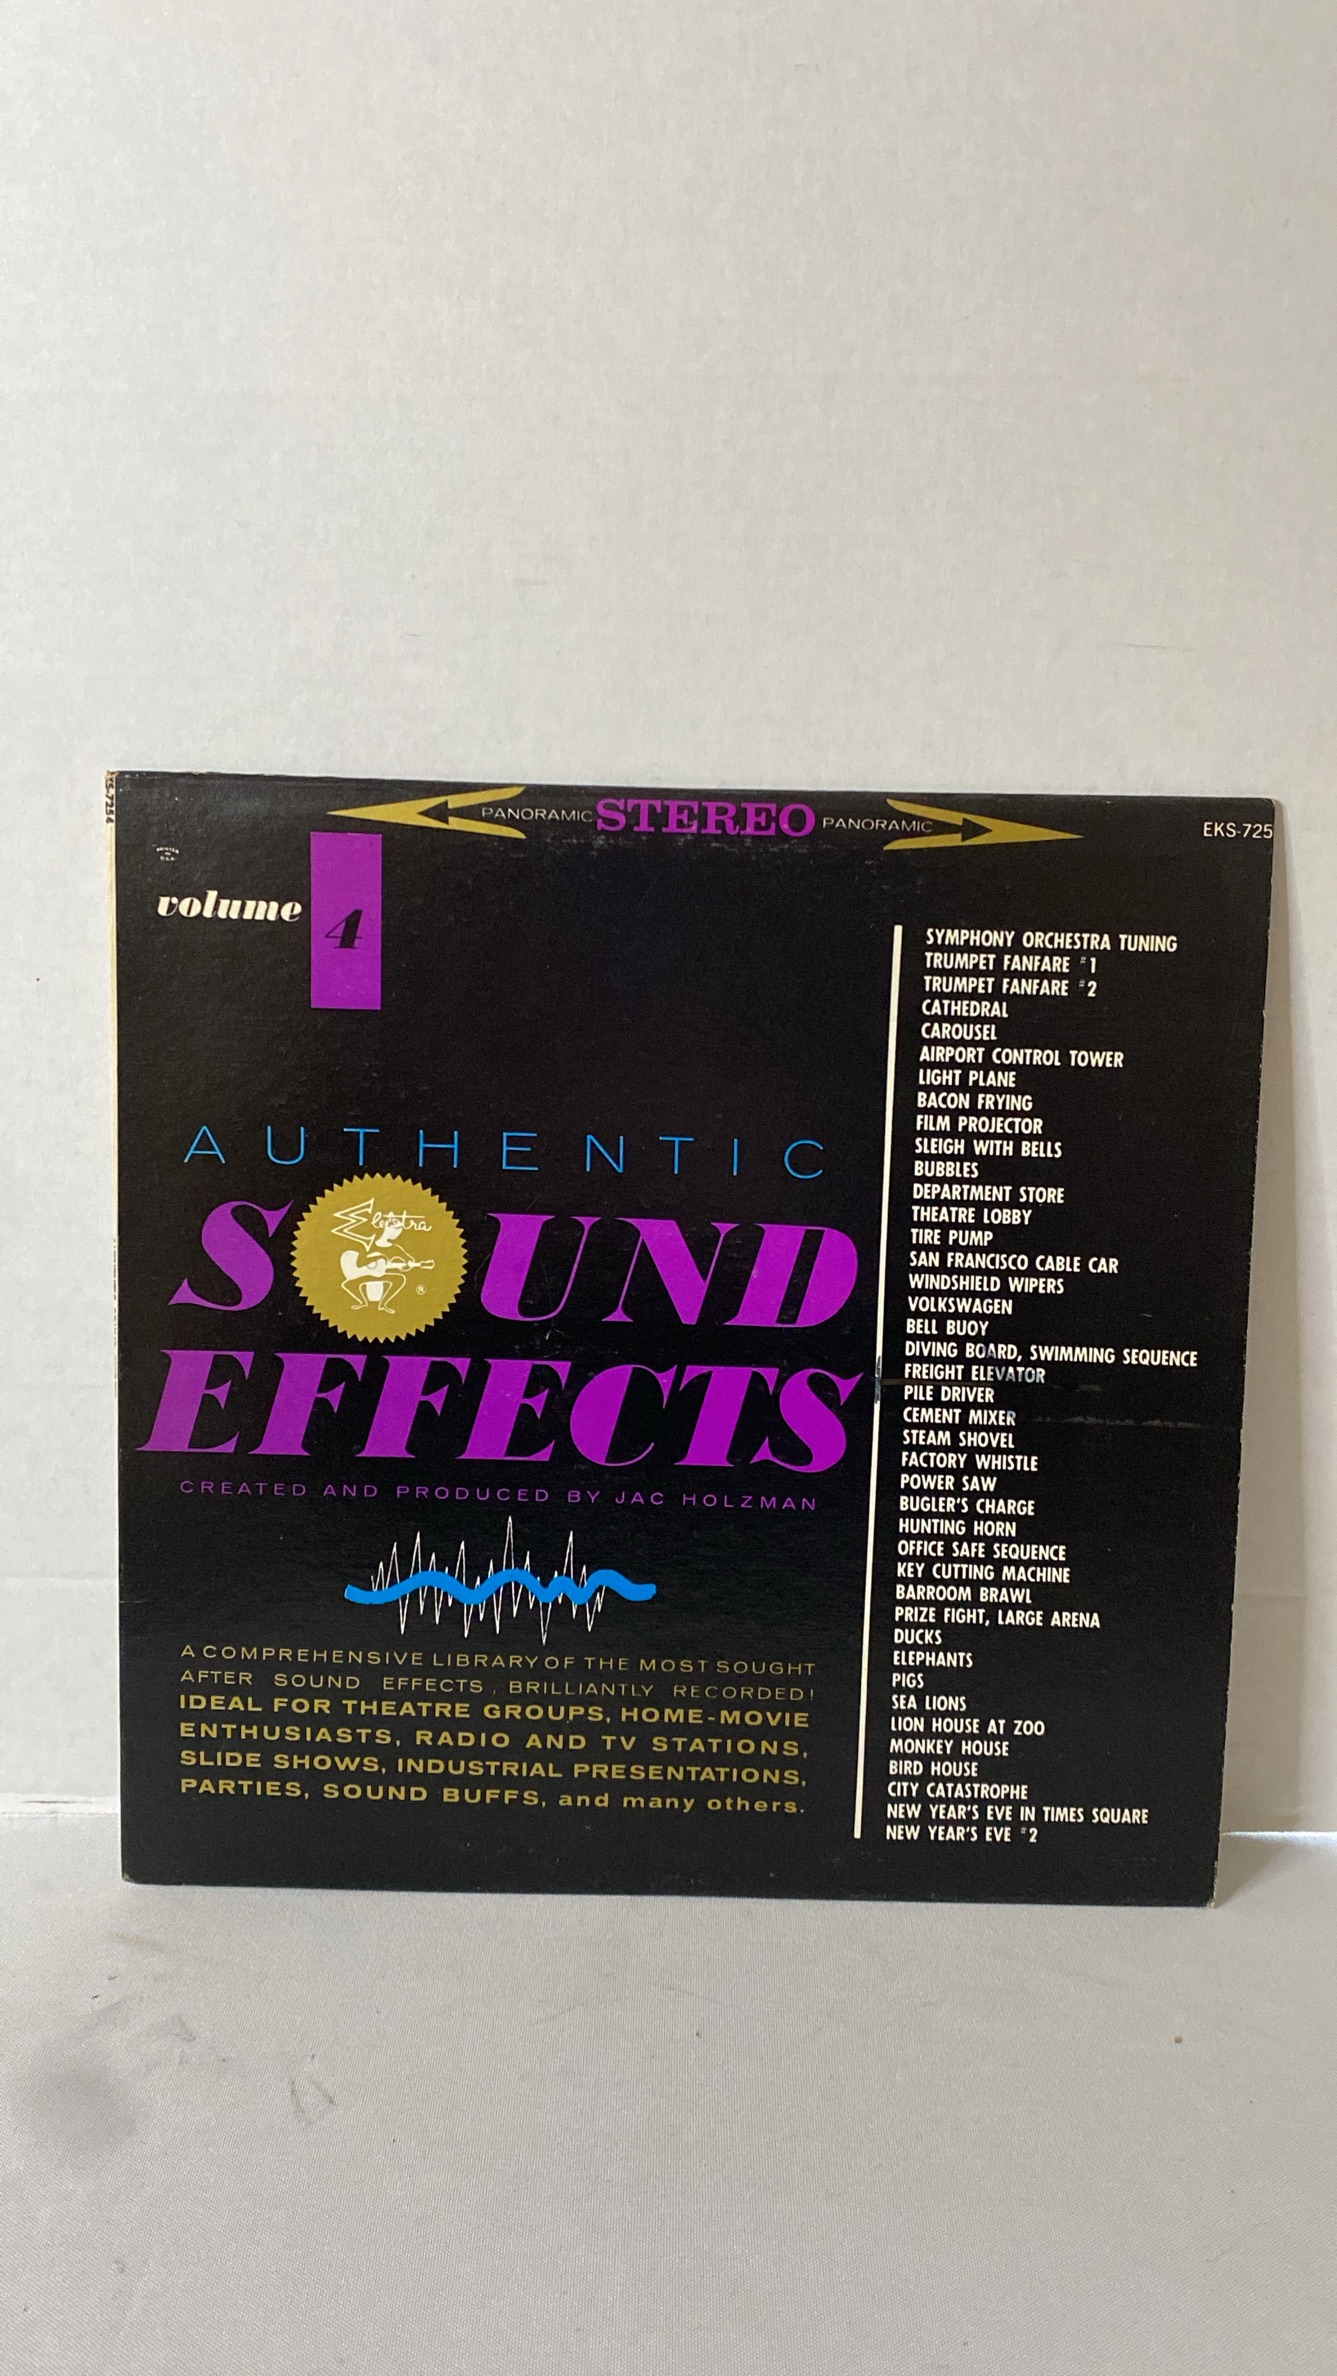 PANORAMIC STEREO PANORAMIC
EKS-725
PRINTED
IN
U.S.A.
volume 4
AUTHENTIC
SOUND
Elektra
®
EFFECTS
CREATED AND PRODUCED BY JAC HOLZMAN
A COMPREHENSIVE LIBRARY OF THE MOST SOUGHT
AFTER SOUND EFFECTS, BRILLIANTLY RECORDED!
IDEAL FOR THEATRE GROUPS, HOME-MOVIE
ENTHUSIASTS, RADIO AND TV STATIONS,
SLIDE SHOWS, INDUSTRIAL PRESENTATIONS,
PARTIES, SOUND BUFFS, and many others.
SYMPHONY ORCHESTRA TUNING
TRUMPET FANFARE #1
TRUMPET FANFARE #2
CATHEDRAL
CAROUSEL
AIRPORT CONTROL TOWER
LIGHT PLANE
BACON FRYING
FILM PROJECTOR
SLEIGH WITH BELLS
BUBBLES
DEPARTMENT STORE
THEATRE LOBBY
TIRE PUMP
SAN FRANCISCO CABLE CAR
WINDSHIELD WIPERS
VOLKSWAGEN
BELL BUOY
DIVING BOARD, SWIMMING SEQUENCE
FREIGHT ELEVATOR
PILE DRIVER
CEMENT MIXER
STEAM SHOVEL
FACTORY WHISTLE
POWER SAW
BUGLER'S CHARGE
HUNTING HORN
OFFICE SAFE SEQUENCE
KEY CUTTING MACHINE
BARROOM BRAWL
PRIZE FIGHT, LARGE ARENA
DUCKS
ELEPHANTS
PIGS
SEA LIONS
LION HOUSE AT ZOO
MONKEY HOUSE
BIRD HOUSE
CITY CATASTROPHE
NEW YEAR'S EVE IN TIMES SQUARE
NEW YEAR'S EVE #2